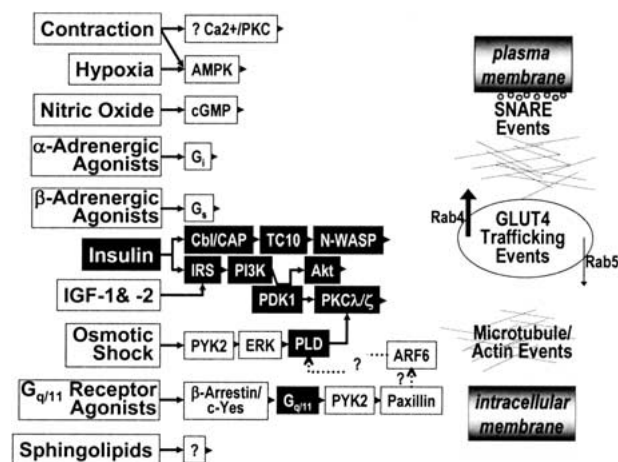 Contraction
? Ca2+/PKC
Hypoxia
AMPK
Nitric Oxide
cGMP
α-Adrenergic
Agonists
Gi
β-Adrenergic
Agonists
Gs
Insulin
Cbl/CAP
TC10
N-WASP
IRS
PI3K
Akt
IGF-1& -2
PDK1
PKCλ/ζ
Osmotic
Shock
PYK2
ERK
PLD
?
ARF6
?
Gq/11 Receptor
Agonists
β-Arrestin/
c-Yes
Gq/11
PYK2
Paxillin
Sphingolipids
?
plasma
membrane
SNARE
Events
Rab4
GLUT4
Trafficking
Events
Rab5
Microtubule/
Actin Events
intracellular
membrane